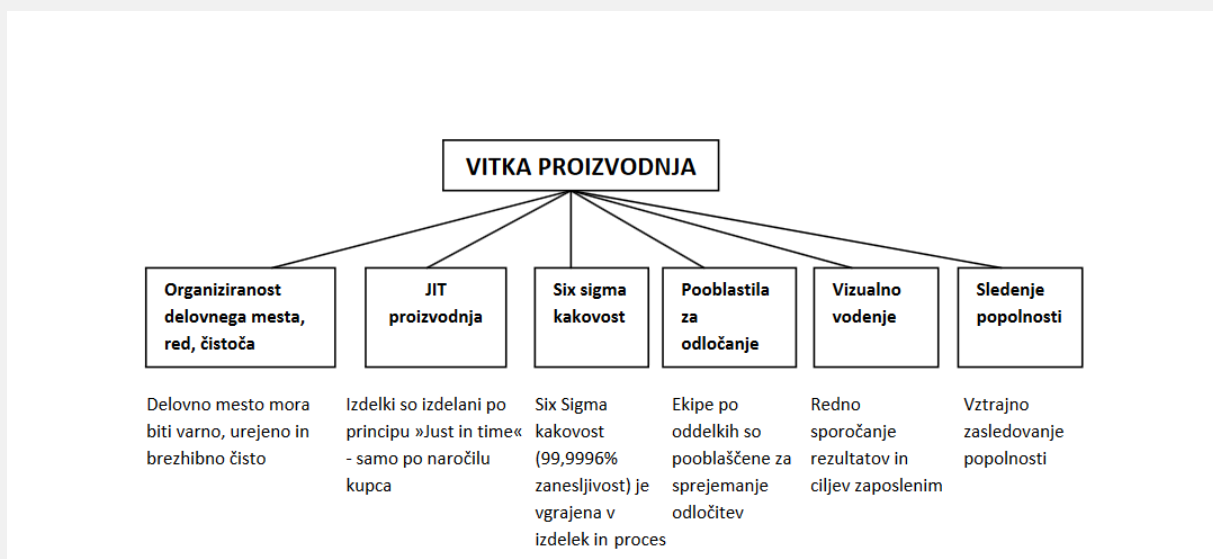 VITKA PROIZVODNJA
Organiziranost
delovnega mesta,
red, čistoča
JIT
proizvodnja
Six sigma
kakovost
Pooblastila
za
odločanje
Vizualno
vodenje
Sledenje
popolnosti
Delovno mesto mora
biti varno, urejeno in
brezhibno čisto
Izdelki so izdelani po
principu »Just in time«
- samo po naročilu
kupca
Six Sigma
kakovost
(99,9996%
zanesljivost) je
vgrajena v
izdelek in proces
Ekipe po
oddelkih so
pooblaščene za
sprejemanje
odločitev
Redno
sporočanje
rezultatov in
ciljev zaposlenim
Vztrajno
zasledovanje
popolnosti